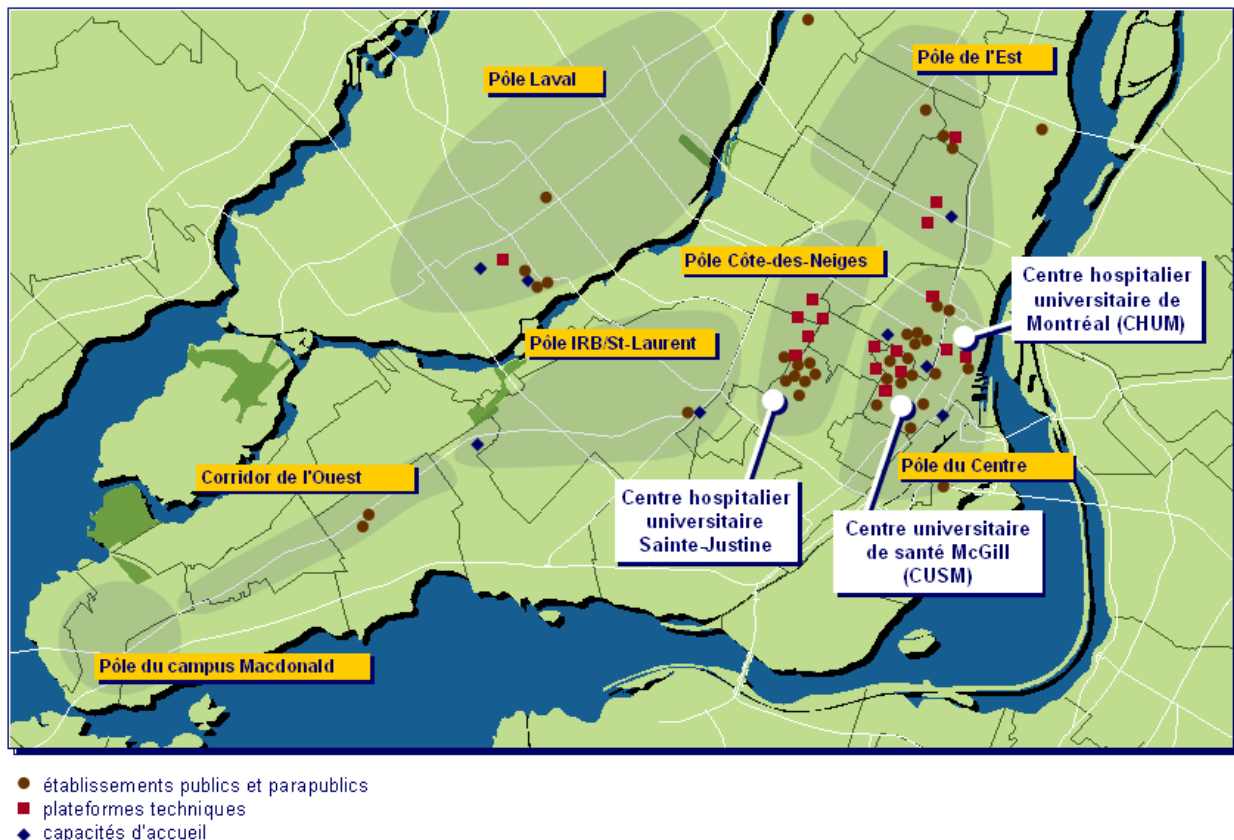 Pôle de l'Est
Pôle Laval
Pôle Côte-des-Neiges
Centre hospitalier
universitaire de
Montréal (CHUM)
Pôle IRB/St-Laurent
Corridor de l'Ouest
Pôle du Centre
Centre hospitalier
universitaire
Sainte-Justine
Centre universitaire
de santé McGill
(CUSM)
Pôle du campus Macdonald
établissements publics et parapublics
plateformes techniques
capacités d'accueil